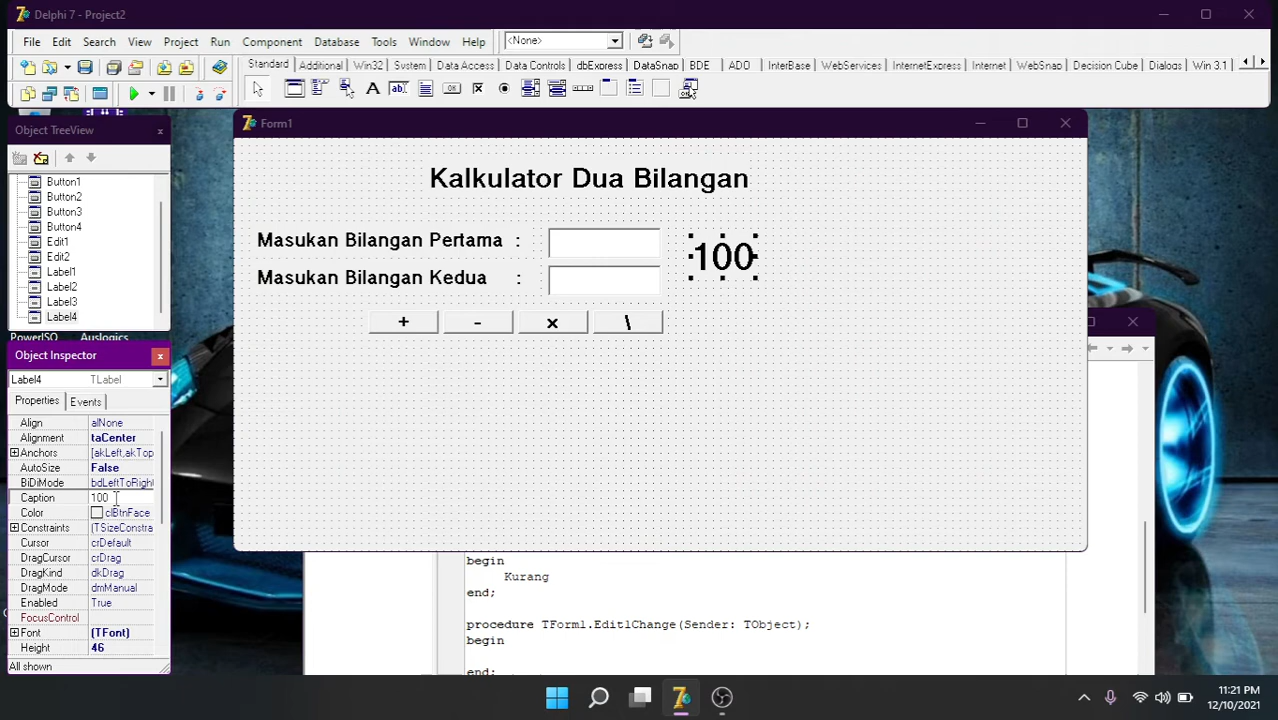 Delphi 7 - Project2
File Edit Search View Project Run Component Database Tools Window Help <None>
Standard Additional Win32 System Data Access Data Controls dbExpress DataSnap BDE ADO InterBase WebServices InternetExpress Internet WebSnap Decision Cube Dialogs Win 3.1
Object TreeView
Button1
Button2
Button3
Button4
Edit1
Edit2
Label1
Label2
Label3
Label4
PowerISO Auslogics
Object Inspector
Label4 TLabel
Properties Events
Align alNone
Alignment taCenter
Anchors [akLeft,akTop
AutoSize False
BiDiMode bdLeftToRight
Caption 100
Color clBtnFace
Constraints (TSizeConstra
Cursor crDefault
DragCursor crDrag
DragKind dkDrag
DragMode dmManual
Enabled True
FocusControl
Font (TFont)
Height 46
All shown
Form1
Kalkulator Dua Bilangan
Masukan Bilangan Pertama :
100
Masukan Bilangan Kedua :
+ - x \
begin
Kurang
end;
procedure TForm1.Edit1Change(Sender: TObject);
begin
end;
11:21 PM
12/10/2021